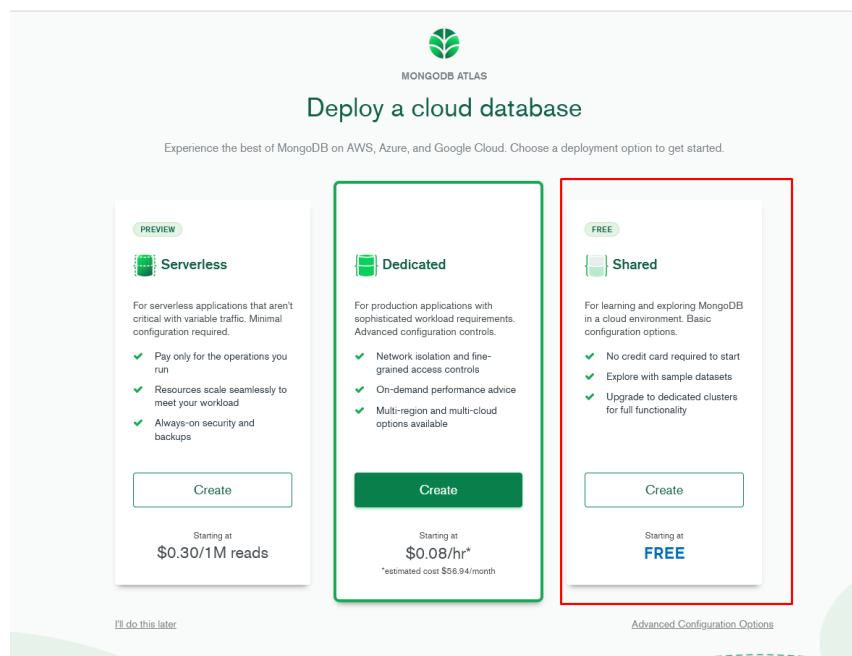 MONGODB ATLAS
Deploy a cloud database
Experience the best of MongoDB on AWS, Azure, and Google Cloud. Choose a deployment option to get started.
PREVIEW
Serverless
For serverless applications that aren't
critical with variable traffic. Minimal
configuration required.
Pay only for the operations you
run
Resources scale seamlessly to
meet your workload
Always-on security and
backups
Create
Starting at
$0.30/1M reads
Dedicated
For production applications with
sophisticated workload requirements.
Advanced configuration controls.
Network isolation and fine-
grained access controls
On-demand performance advice
Multi-region and multi-cloud
options available
Create
Starting at
$0.08/hr*
*estimated cost $56.94/month
FREE
Shared
For learning and exploring MongoDB
in a cloud environment. Basic
configuration options.
No credit card required to start
Explore with sample datasets
Upgrade to dedicated clusters
for full functionality
Create
Starting at
FREE
I'll do this later
Advanced Configuration Options